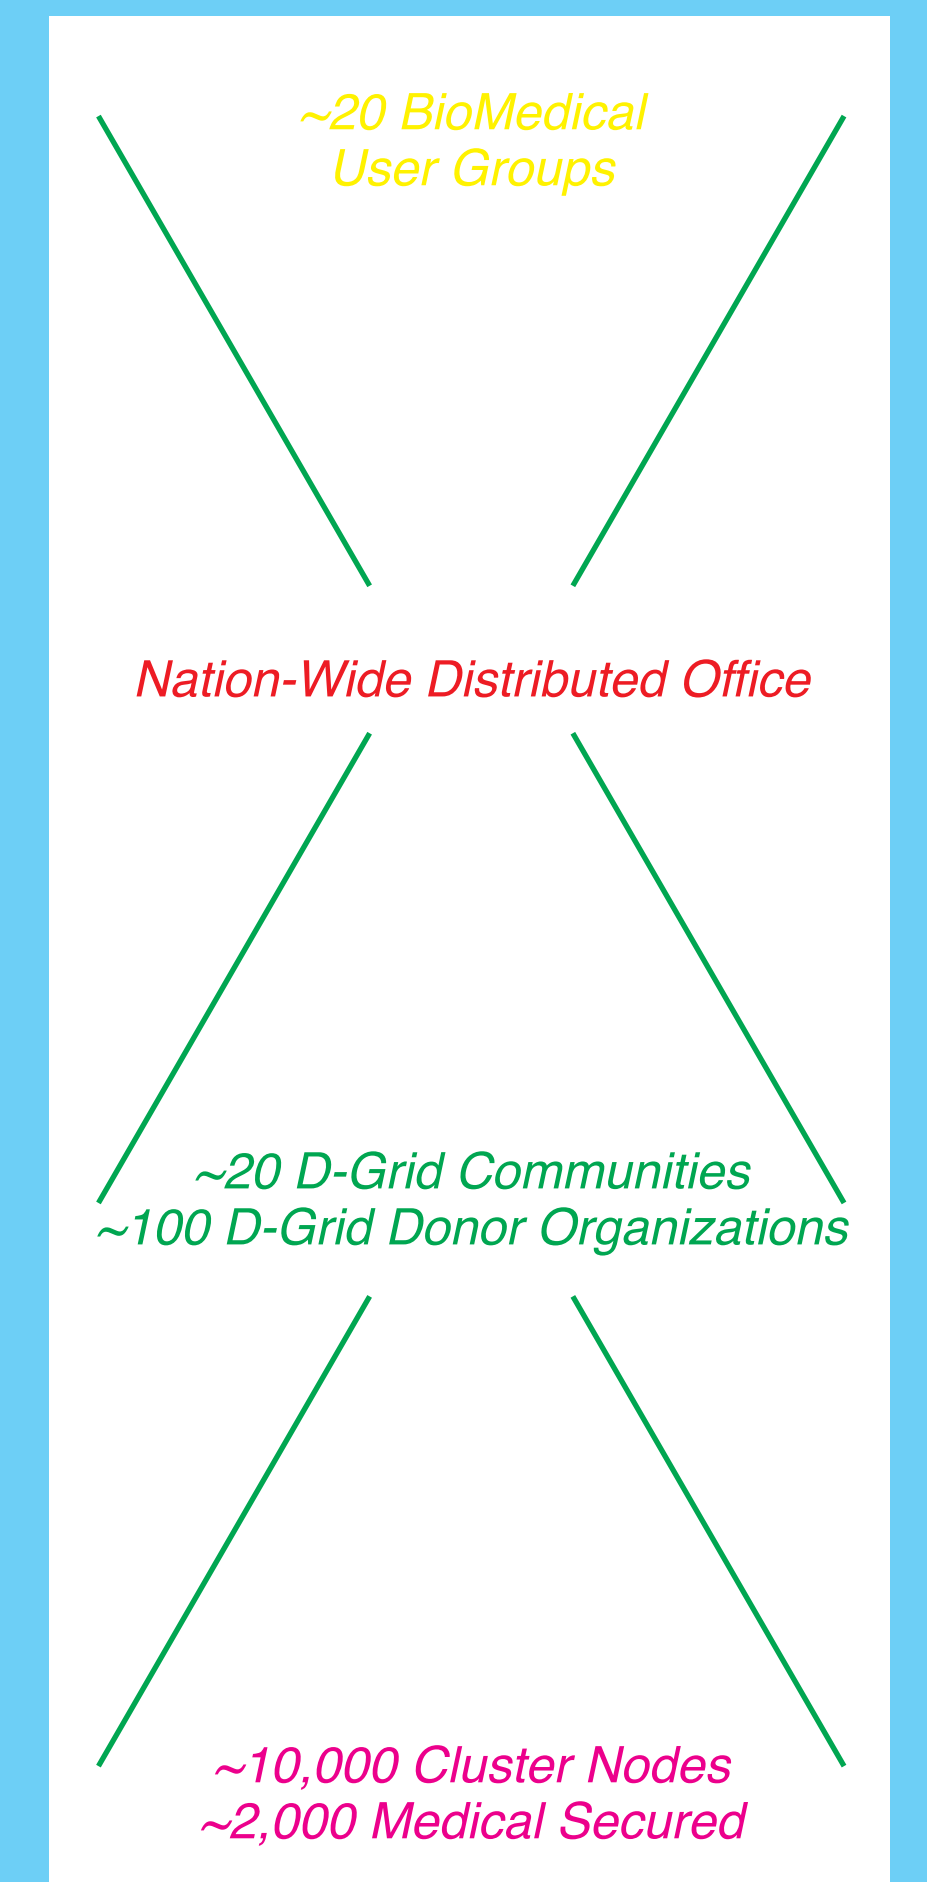 ~20 BioMedical
User Groups
Nation-Wide Distributed Office
~20 D-Grid Communities
~100 D-Grid Donor Organizations
~10,000 Cluster Nodes
~2,000 Medical Secured